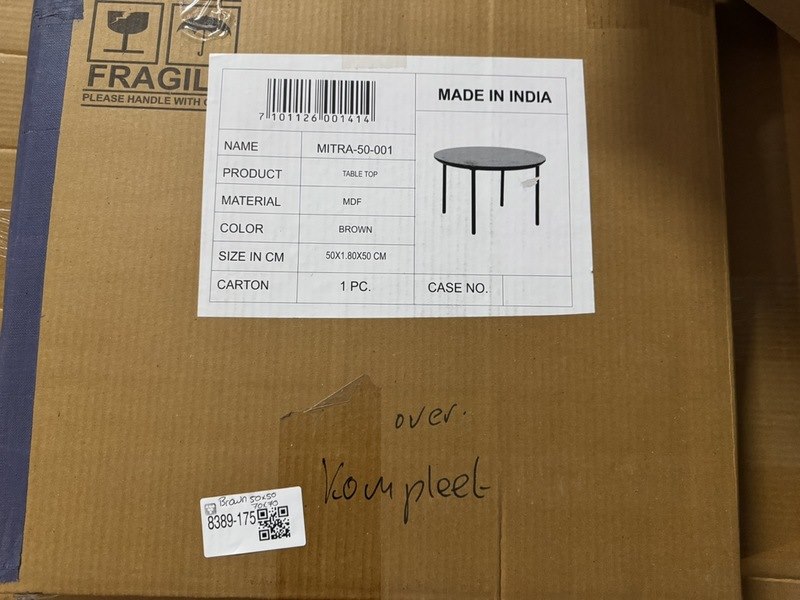 FRAGIL
PLEASE HANDLE WITH
7 101126 001414
MADE IN INDIA
NAME MITRA-50-001
PRODUCT TABLE TOP
MATERIAL MDF
COLOR BROWN
SIZE IN CM 50X1.80X50 CM
CARTON 1 PC.
CASE NO.
over.
Kompleet
Brown 50x50
70x70
8389-175